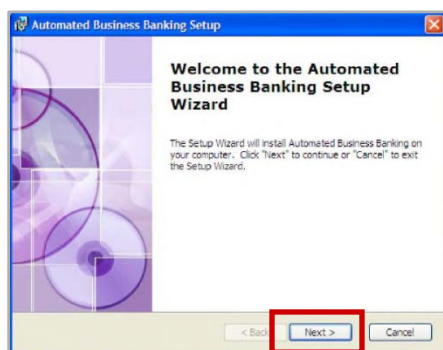 Automated Business Banking Setup
Welcome to the Automated
Business Banking Setup
Wizard
The Setup Wizard will install Automated Business Banking on
your computer. Click "Next" to continue or "Cancel" to exit
the Setup Wizard.
< Back Next > Cancel